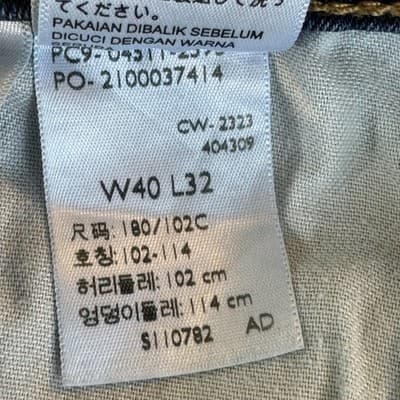 てください。
PAKAIAN DIBALIK SEBELUM
DICUCI DENGAN WARNA
PO- 2100037414
CW-2323
404309
W40 L32
尺码: 180/102C
호칭: 102-114
허리둘레: 102 cm
엉덩이둘레: 114 cm
S110782 AD